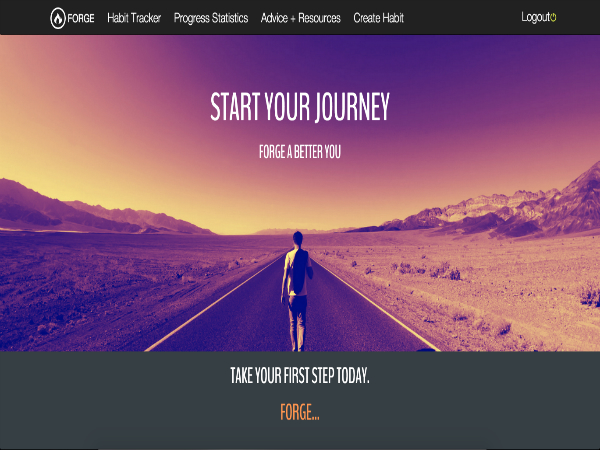 FORGE Habit Tracker Progress Statistics Advice + Resources Create Habit Logout
START YOUR JOURNEY
FORGE A BETTER YOU
TAKE YOUR FIRST STEP TODAY.
FORGE...